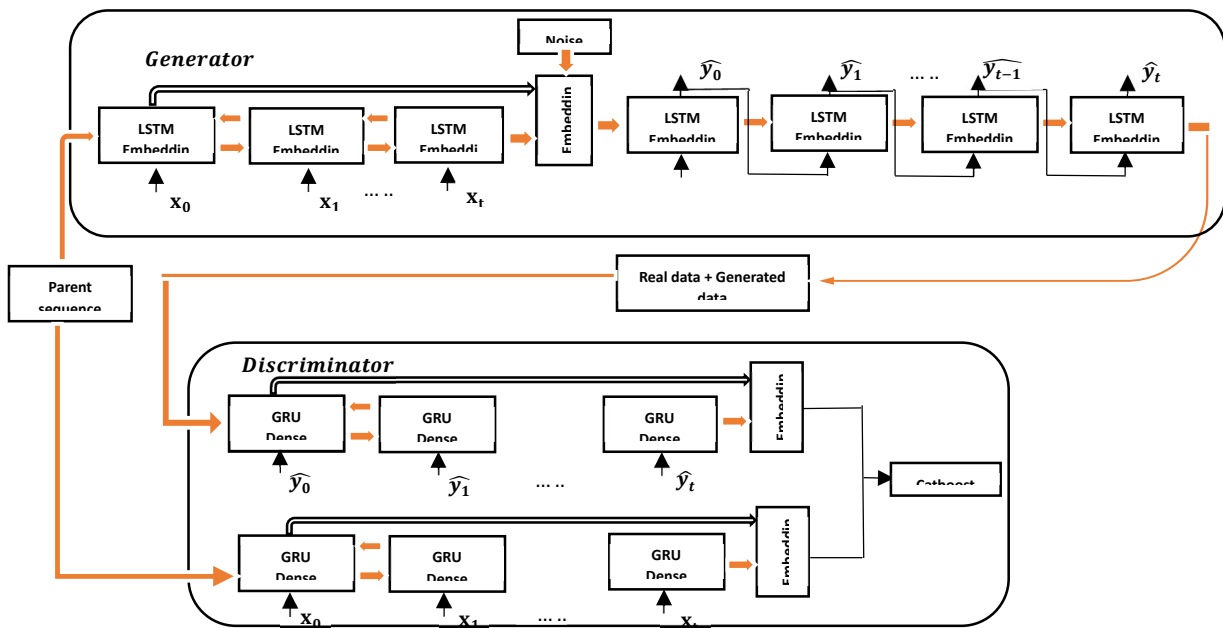 Noise
Generator
ŷ₀ ŷ₁ ... .. ŷₜ₋₁ ŷₜ
LSTM
Embeddin
LSTM
Embeddin
LSTM
Embeddi
Embeddin
LSTM
Embeddin
LSTM
Embeddin
LSTM
Embeddin
LSTM
Embeddin
x₀ x₁ ... .. xₜ
Parent
sequence
Real data + Generated
data
Discriminator
GRU
Dense
GRU
Dense
GRU
Dense
Embeddin
ŷ₀ ŷ₁ ... .. ŷₜ
Catboost
GRU
Dense
GRU
Dense
GRU
Dense
Embeddin
x₀ x₁ ... ..